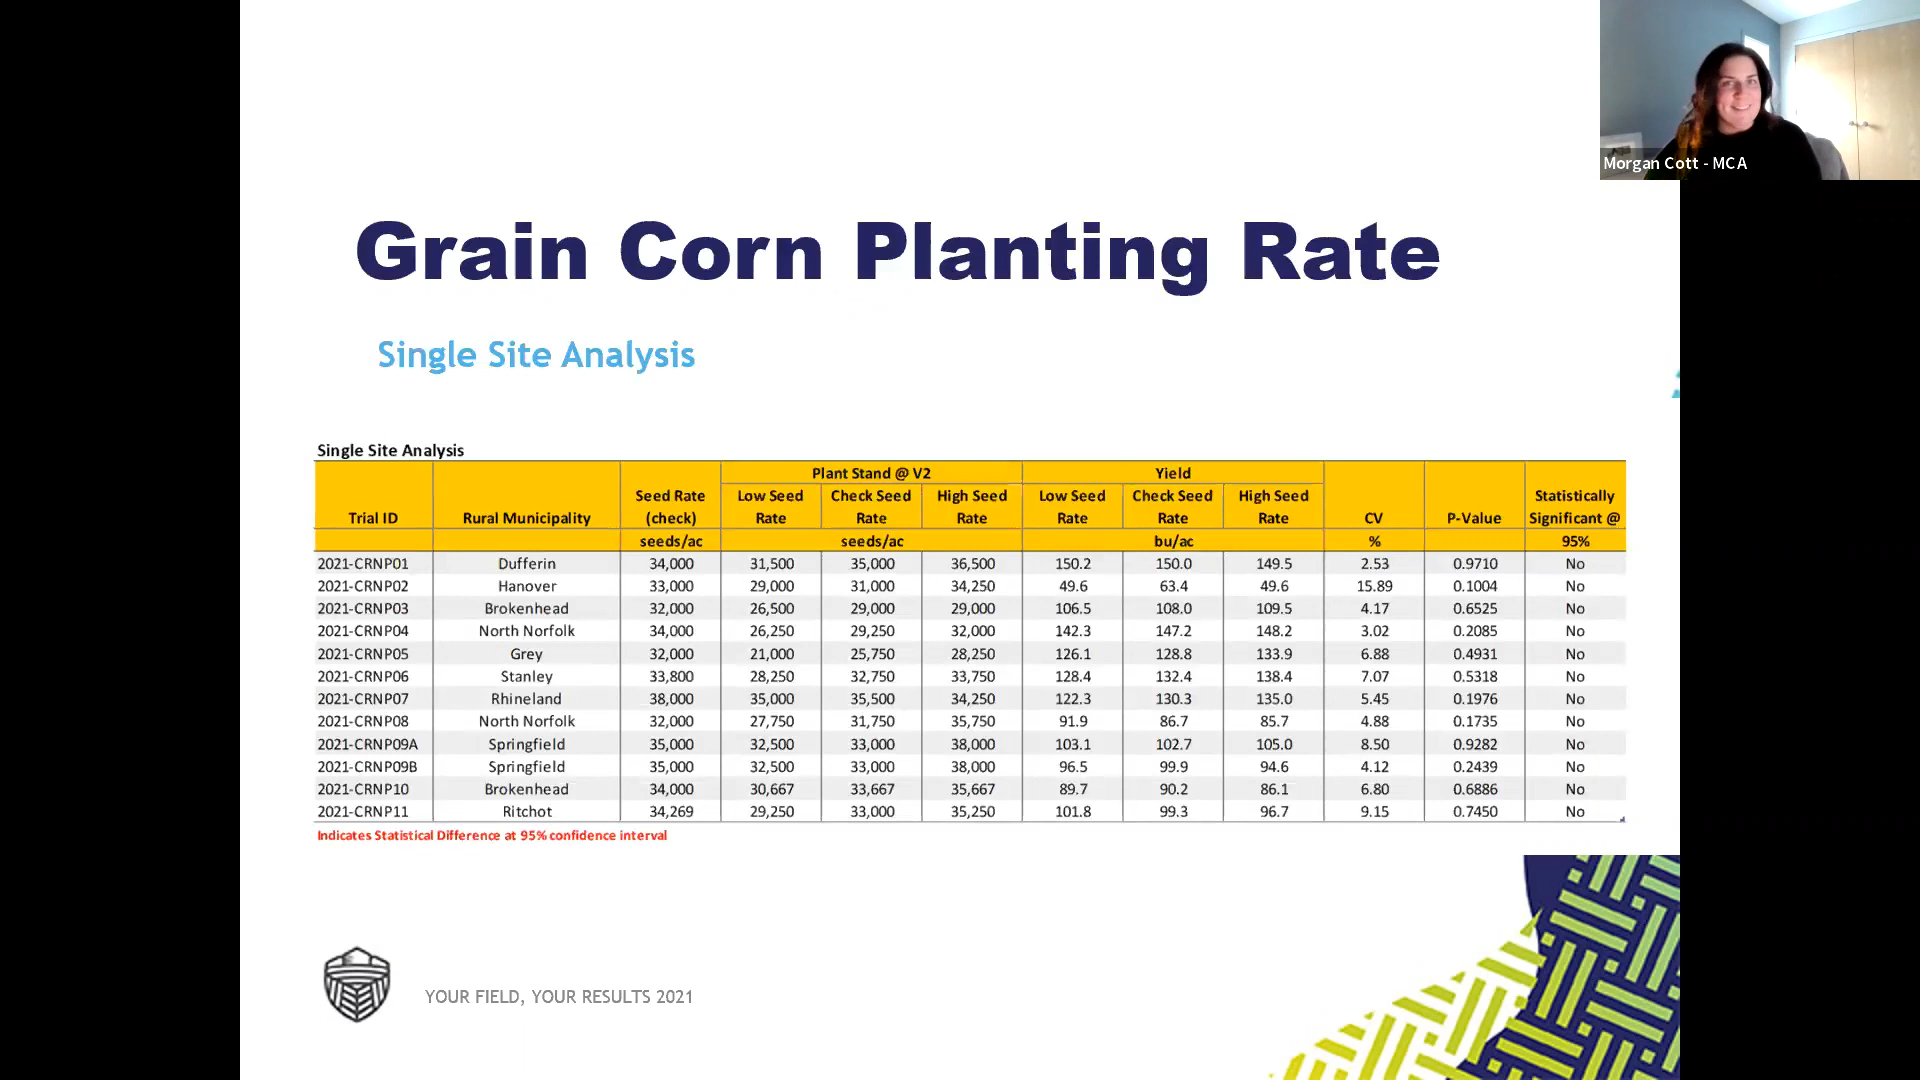 Morgan Cott - MCA
Grain Corn Planting Rate
Single Site Analysis
Single Site Analysis
Plant Stand @ V2 Yield
Seed Rate Low Seed Check Seed High Seed Low Seed Check Seed High Seed Statistically
Trial ID Rural Municipality (check) Rate Rate Rate Rate Rate Rate CV P-Value Significant @
seeds/ac seeds/ac bu/ac % 95%
2021-CRNP01 Dufferin 34,000 31,500 35,000 36,500 150.2 150.0 149.5 2.53 0.9710 No
2021-CRNP02 Hanover 33,000 29,000 31,000 34,250 49.6 63.4 49.6 15.89 0.1004 No
2021-CRNP03 Brokenhead 32,000 26,500 29,000 29,000 106.5 108.0 109.5 4.17 0.6525 No
2021-CRNP04 North Norfolk 34,000 26,250 29,250 32,000 142.3 147.2 148.2 3.02 0.2085 No
2021-CRNP05 Grey 32,000 21,000 25,750 28,250 126.1 128.8 133.9 6.88 0.4931 No
2021-CRNP06 Stanley 33,800 28,250 32,750 33,750 128.4 132.4 138.4 7.07 0.5318 No
2021-CRNP07 Rhineland 38,000 35,000 35,500 34,250 122.3 130.3 135.0 5.45 0.1976 No
2021-CRNP08 North Norfolk 32,000 27,750 31,750 35,750 91.9 86.7 85.7 4.88 0.1735 No
2021-CRNP09A Springfield 35,000 32,500 33,000 38,000 103.1 102.7 105.0 8.50 0.9282 No
2021-CRNP09B Springfield 35,000 32,500 33,000 38,000 96.5 99.9 94.6 4.12 0.2439 No
2021-CRNP10 Brokenhead 34,000 30,667 33,667 35,667 89.7 90.2 86.1 6.80 0.6886 No
2021-CRNP11 Ritchot 34,269 29,250 33,000 35,250 101.8 99.3 96.7 9.15 0.7450 No
Indicates Statistical Difference at 95% confidence interval
YOUR FIELD, YOUR RESULTS 2021